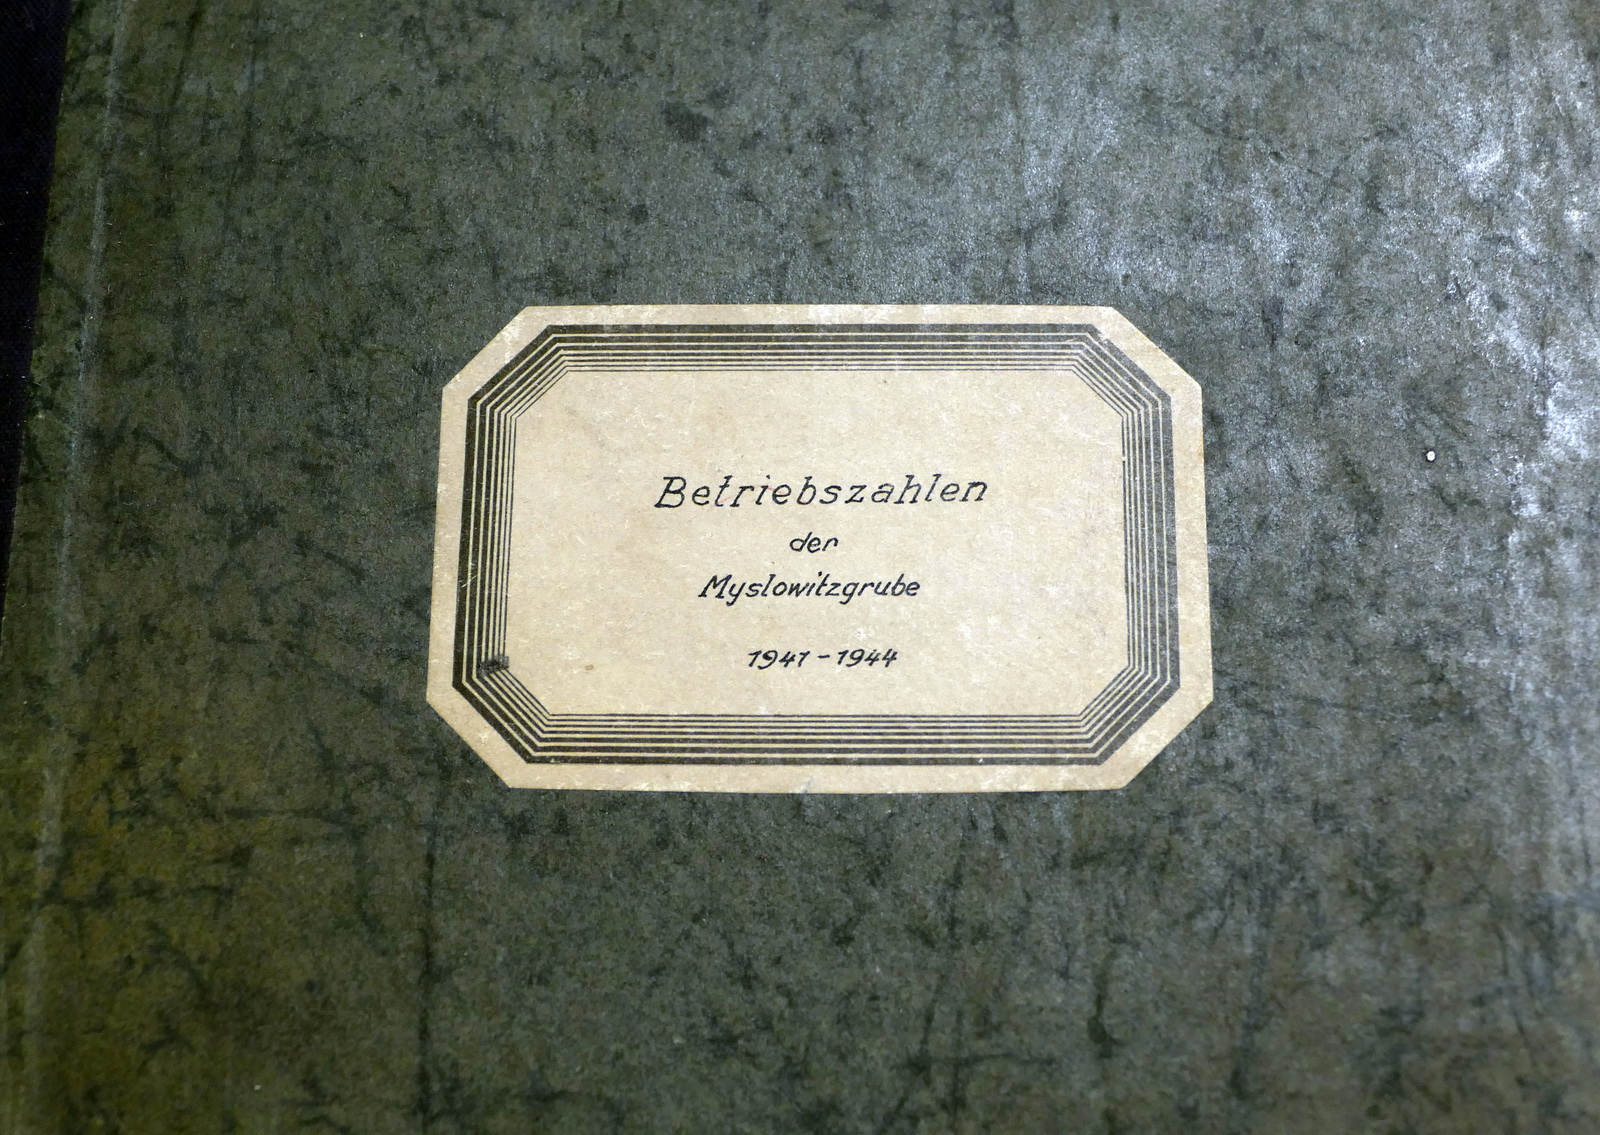 Betriebszahlen
der
Myslowitzgrube
1941-1944